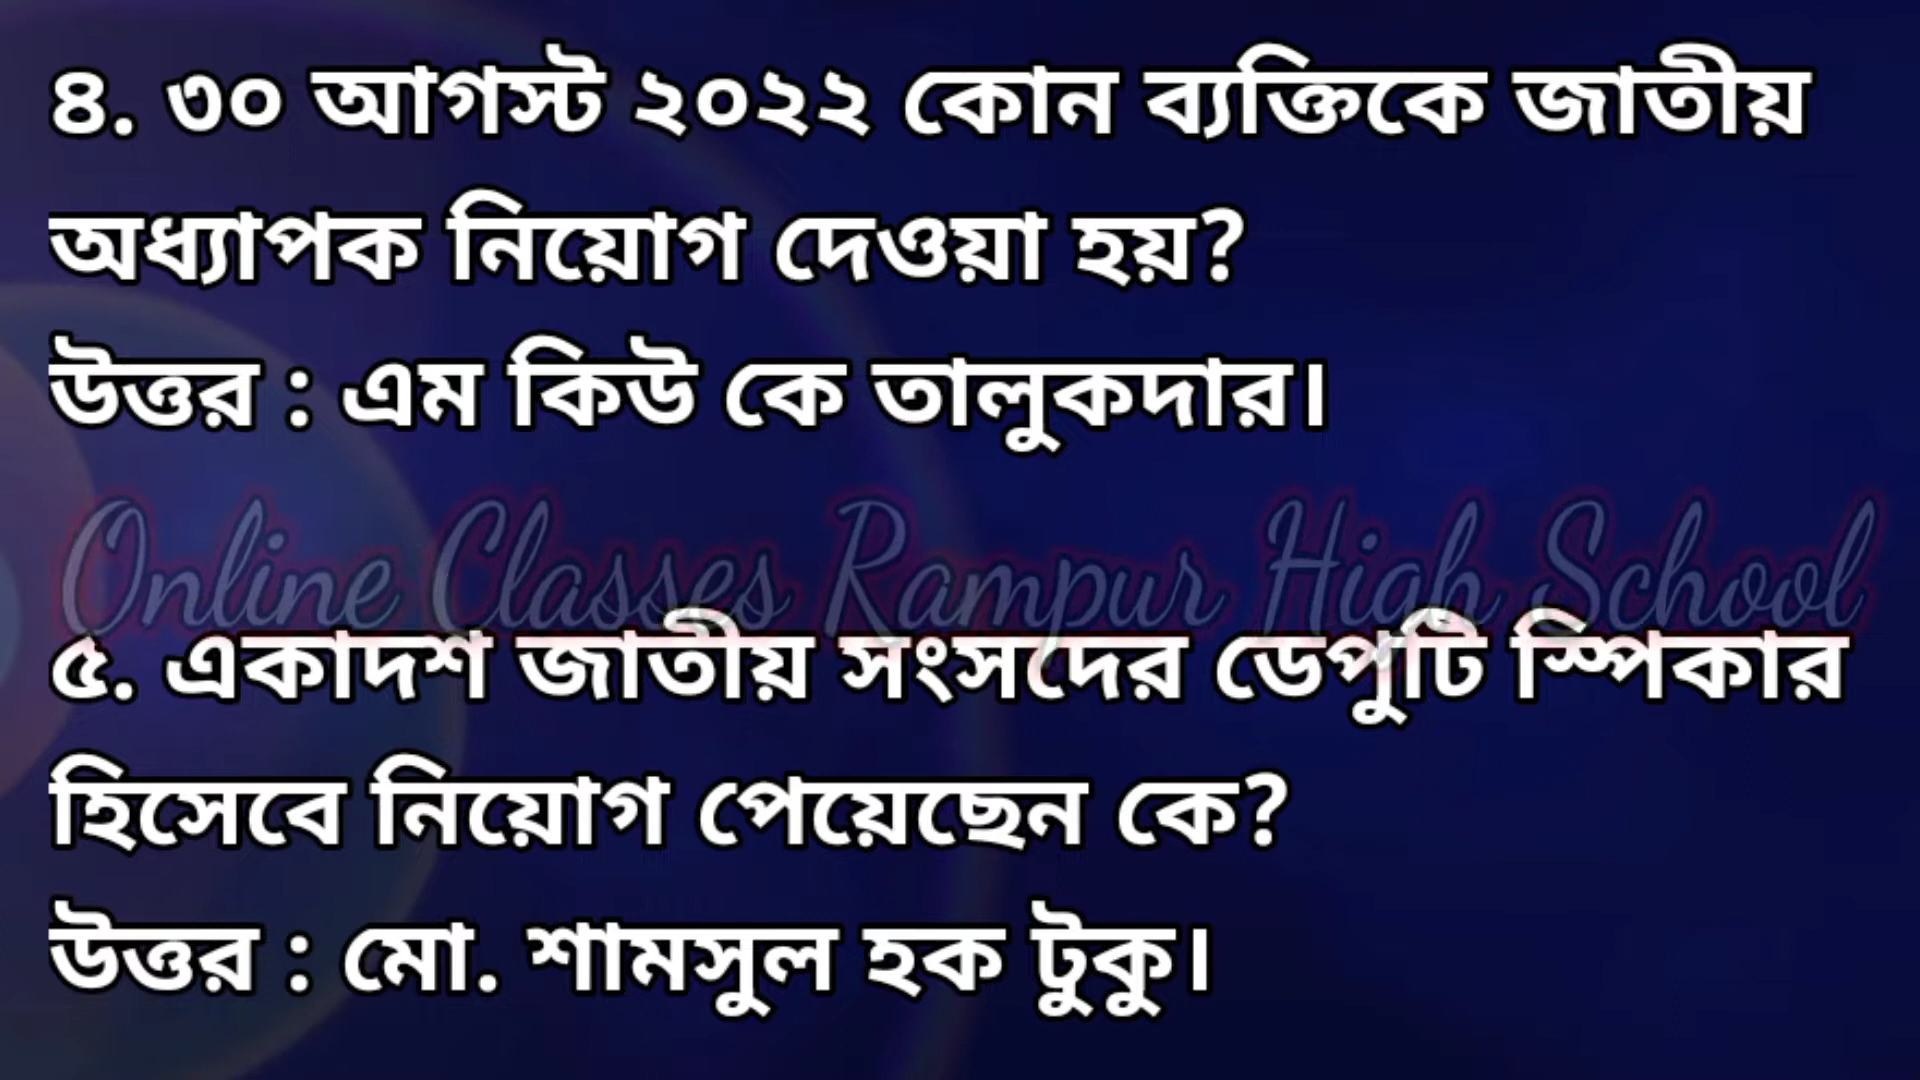 ৪. ৩০ আগস্ট ২০২২ কোন ব্যক্তিকে জাতীয়
অধ্যাপক নিয়োগ দেওয়া হয়?
উত্তর : এম কিউ কে তালুকদার।
Online Classes Rampur High School
৫. একাদশ জাতীয় সংসদের ডেপুটি স্পিকার
হিসেবে নিয়োগ পেয়েছেন কে?
উত্তর : মো. শামসুল হক টুকু।